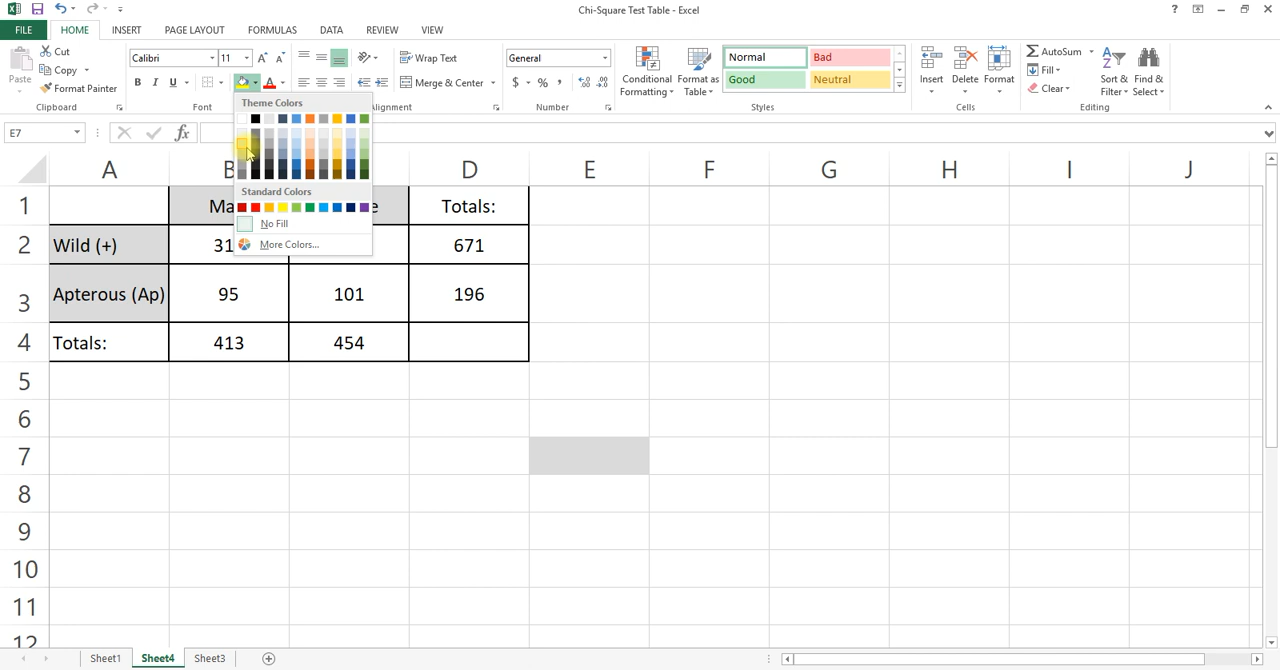 Chi-Square Test Table - Excel
FILE HOME INSERT PAGE LAYOUT FORMULAS DATA REVIEW VIEW
Paste
Cut
Copy
Format Painter
Clipboard
Calibri 11
B I U A
Font
Wrap Text
Merge & Center
Alignment
General
$ % ,
Number
Conditional Formatting
Format as Table
Normal Bad
Good Neutral
Styles
Insert Delete Format
Cells
AutoSum
Fill
Clear
Sort & Filter
Find & Select
Editing
Theme Colors
Standard Colors
No Fill
More Colors...
E7 fx
A B D E F G H I J
1 Ma e Totals:
2 Wild (+) 31 671
3 Apterous (Ap) 95 101 196
4 Totals: 413 454
5
6
7
8
9
10
11
12
Sheet1 Sheet4 Sheet3